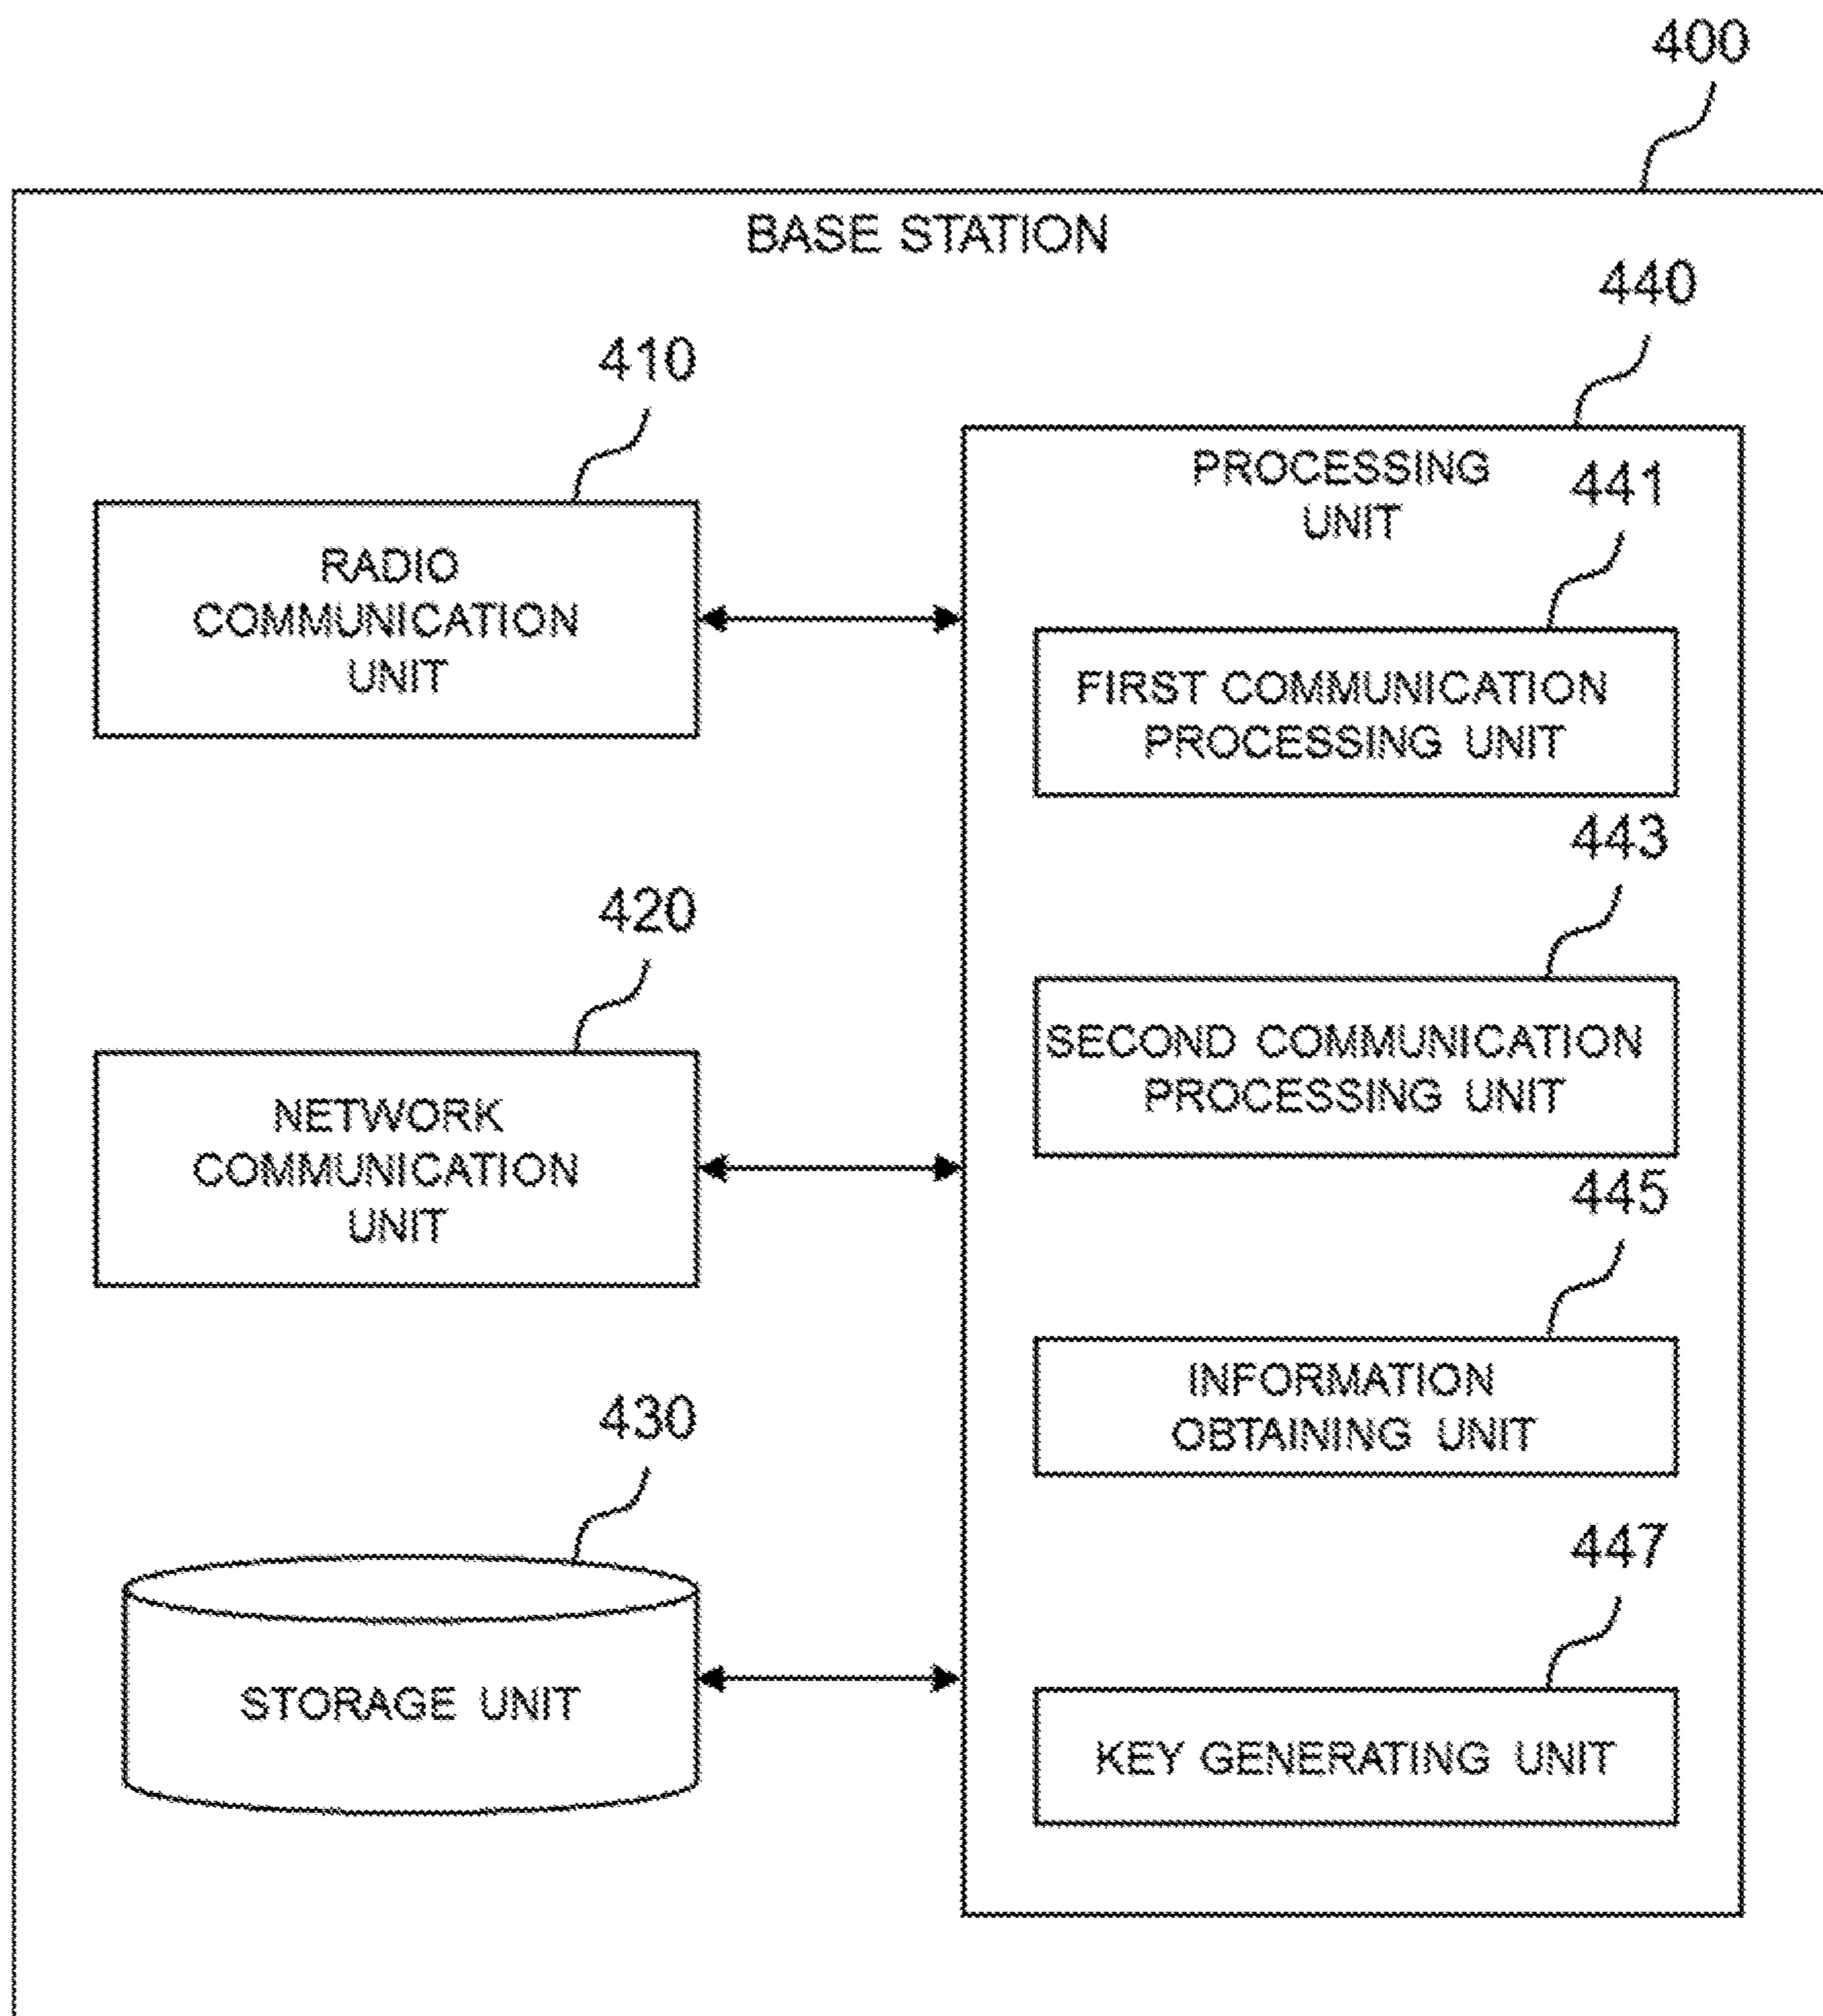 400
BASE STATION
440
410
PROCESSING
UNIT
441
RADIO
COMMUNICATION
UNIT
FIRST COMMUNICATION
PROCESSING UNIT
443
420
SECOND COMMUNICATION
PROCESSING UNIT
NETWORK
COMMUNICATION
UNIT
445
INFORMATION
OBTAINING UNIT
430
447
STORAGE UNIT
KEY GENERATING UNIT